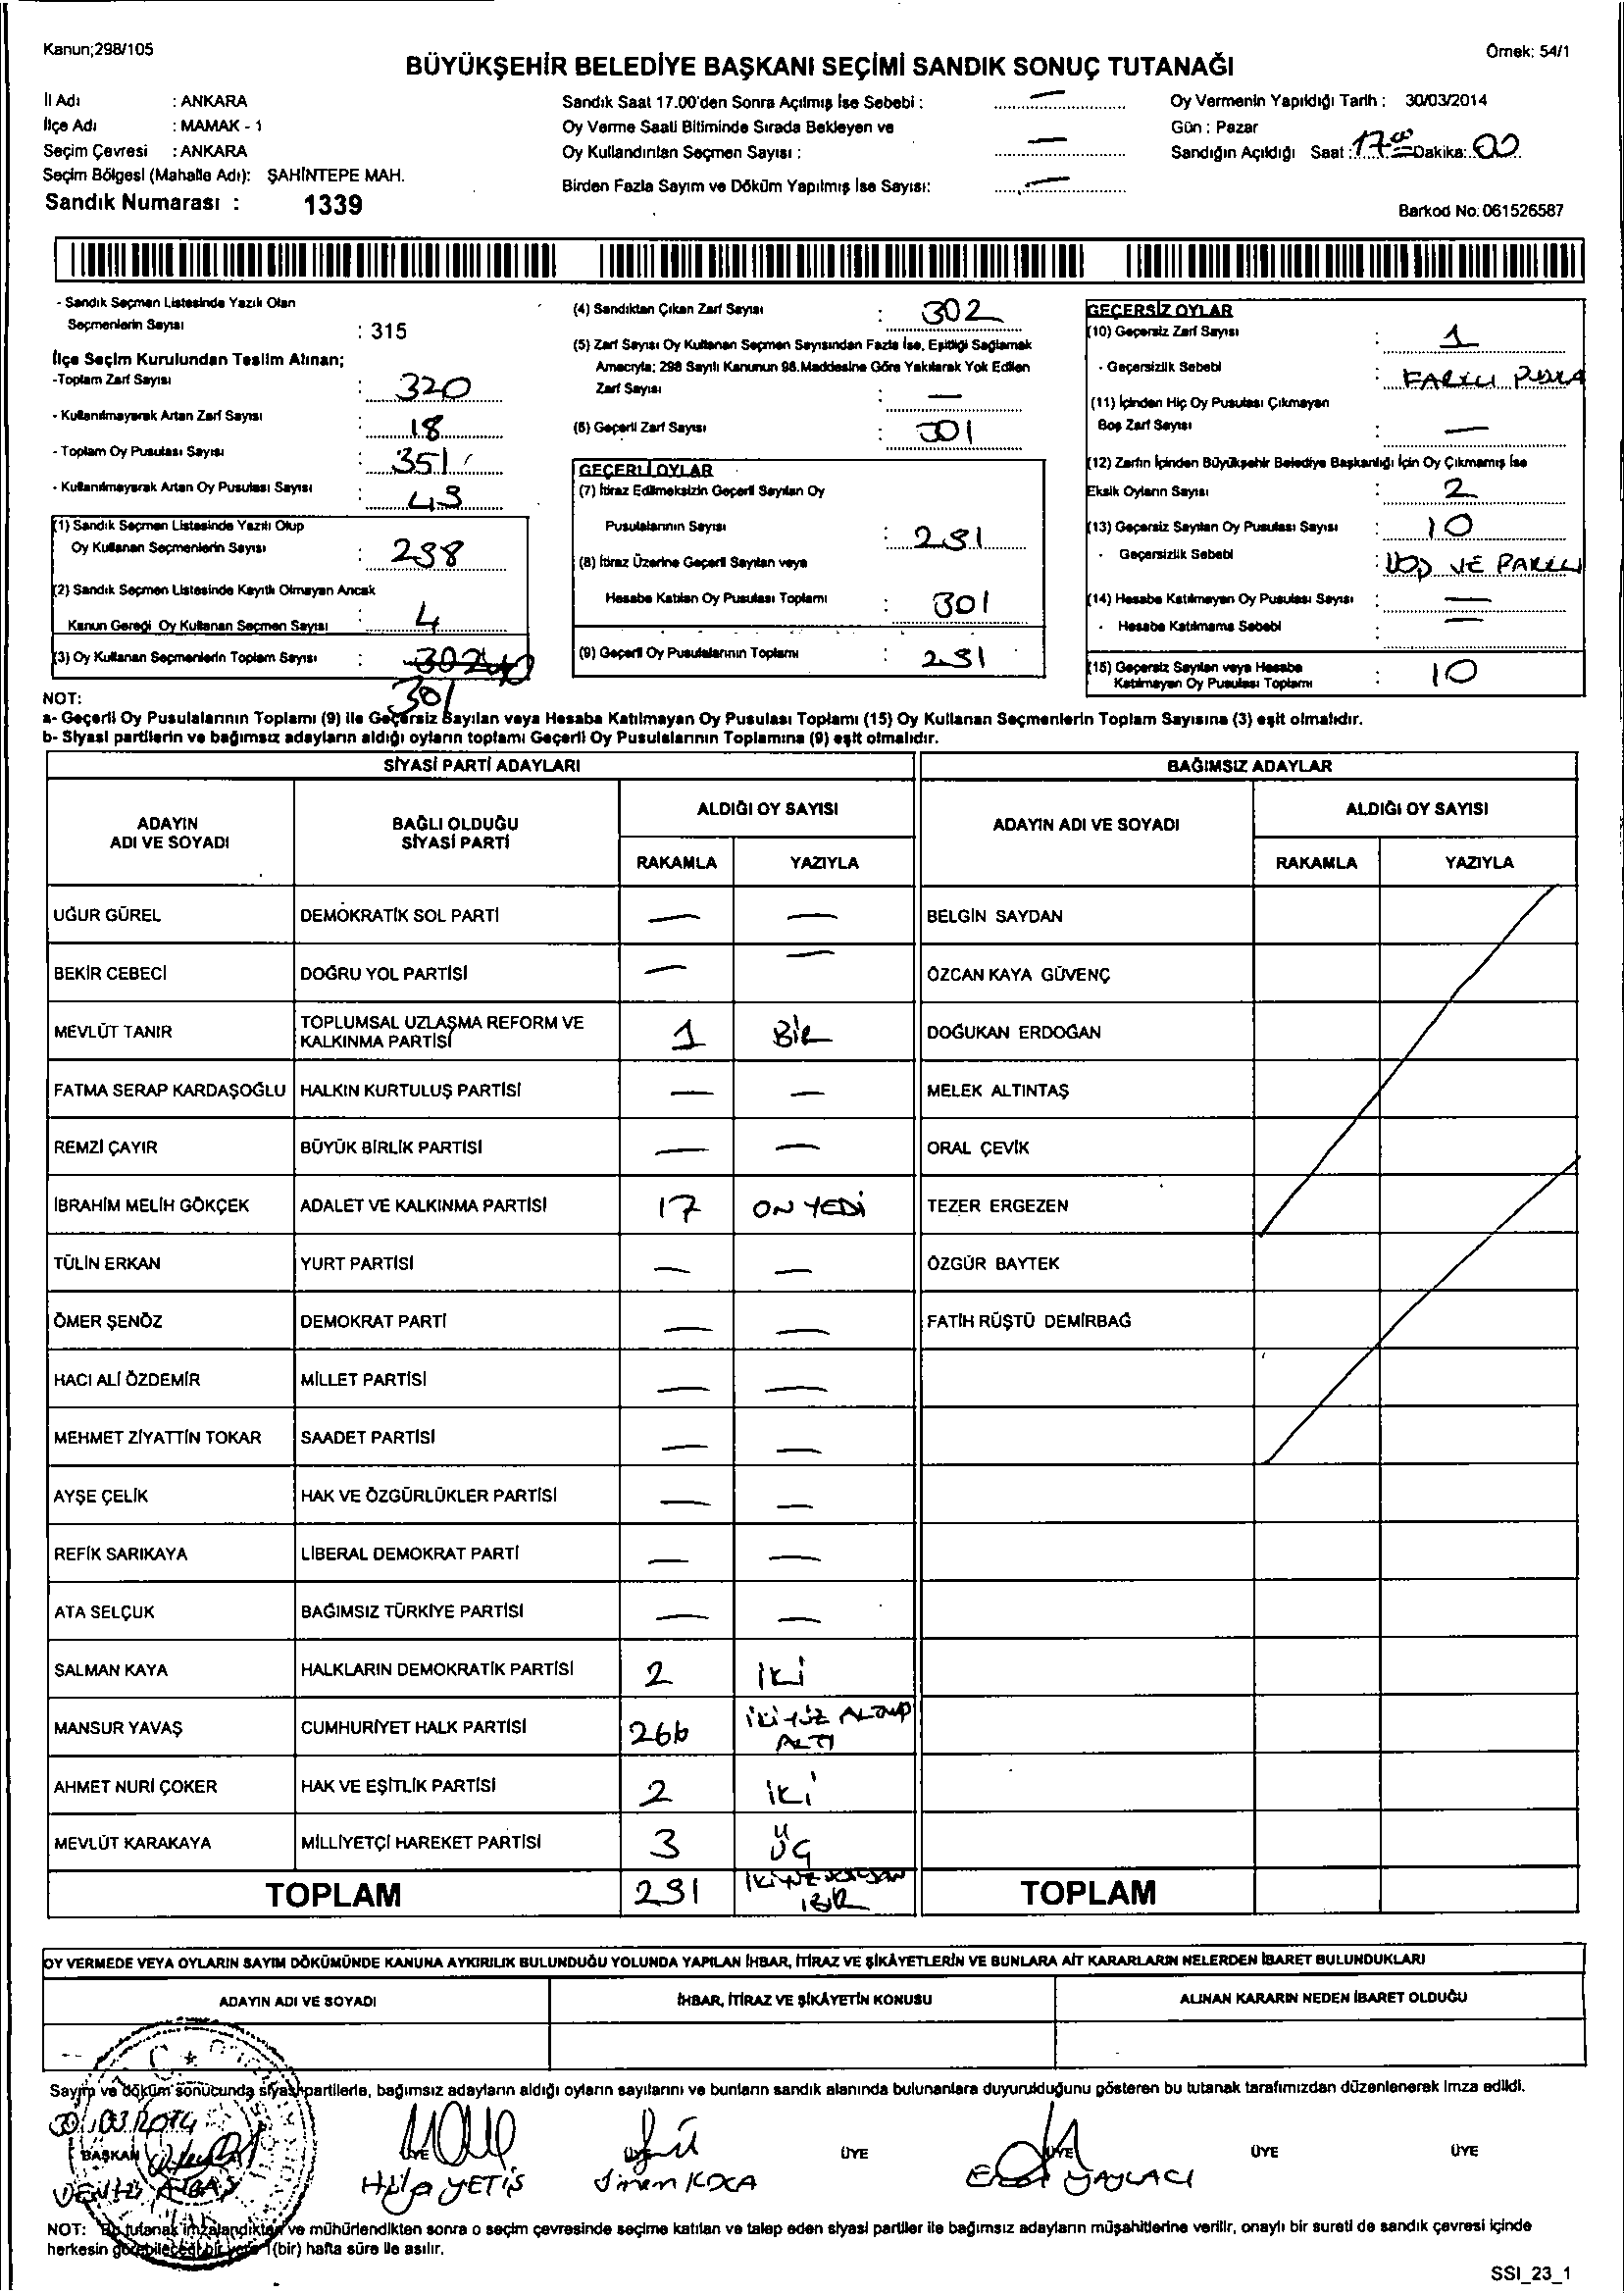 Kanun;298/105
Örnek: 54/1
BÜYÜKŞEHİR BELEDİYE BAŞKANI SEÇİMİ SANDIK SONUÇ TUTANAĞI
İl Adı : ANKARA
İlçe Adı : MAMAK - 1
Seçim Çevresi : ANKARA
Seçim Bölgesi (Mahalle Adı): ŞAHİNTEPE MAH.
Sandık Numarası : 1339
Sandık Saat 17.00'den Sonra Açılmış İse Sebebi : —
Oy Verme Saati Bitiminde Sırada Bekleyen ve
Oy Kullandırılan Seçmen Sayısı : —
Birden Fazla Sayım ve Döküm Yapılmış İse Sayısı: —
Oy Vermenin Yapıldığı Tarih : 30/03/2014
Gün : Pazar
Sandığın Açıldığı Saat : 17 00 Dakika: 00
Barkod No: 061526587
- Sandık Seçmen Listesinde Yazılı Olan
Seçmenlerin Sayısı : 315
İlçe Seçim Kurulundan Teslim Alınan;
-Toplam Zarf Sayısı : 320
- Kullanılmayarak Artan Zarf Sayısı : 18
- Toplam Oy Pusulası Sayısı : 351
- Kullanılmayarak Artan Oy Pusulası Sayısı : 43
(1) Sandık Seçmen Listesinde Yazılı Olup
Oy Kullanan Seçmenlerin Sayısı : 298
(2) Sandık Seçmen Listesinde Kayıtlı Olmayan Ancak
Kanun Gereği Oy Kullanan Seçmen Sayısı : 4
(3) Oy Kullanan Seçmenlerin Toplam Sayısı : 302
301
(4) Sandıktan Çıkan Zarf Sayısı : 302
(5) Zarf Sayısı Oy Kullanan Seçmen Sayısından Fazla İse, Eşitliği Sağlamak
Amacıyla; 298 Sayılı Kanunun 98.Maddesine Göre Yakılarak Yok Edilen
Zarf Sayısı : —
(6) Geçerli Zarf Sayısı : 301
GEÇERLİ OYLAR
(7) İtiraz Edilmeksizin Geçerli Sayılan Oy
Pusulalarının Sayısı : 291
(8) İtiraz Üzerine Geçerli Sayılan veya
Hesaba Katılan Oy Pusulası Toplamı : 301
(9) Geçerli Oy Pusulalarının Toplamı : 291
GEÇERSİZ OYLAR
(10) Geçersiz Zarf Sayısı : 1
- Geçersizlik Sebebi : FARKLI
(11) İçinden Hiç Oy Pusulası Çıkmayan
Boş Zarf Sayısı : —
(12) Zarfın İçinden Büyükşehir Belediye Başkanlığı İçin Oy Çıkmamış İse
Eksik Oyların Sayısı : 2
(13) Geçersiz Sayılan Oy Pusulası Sayısı : 10
- Geçersizlik Sebebi : VE
(14) Hesaba Katılmayan Oy Pusulası Sayısı : —
- Hesaba Katılmama Sebebi : —
(15) Geçersiz Sayılan veya Hesaba
Katılmayan Oy Pusulası Toplamı : 10
NOT:
a- Geçerli Oy Pusulalarının Toplamı (9) ile Geçersiz Sayılan veya Hesaba Katılmayan Oy Pusulası Toplamı (15) Oy Kullanan Seçmenlerin Toplam Sayısına (3) eşit olmalıdır.
b- Siyasi partilerin ve bağımsız adayların aldığı oyların toplamı Geçerli Oy Pusulalarının Toplamına (9) eşit olmalıdır.
SİYASİ PARTİ ADAYLARI
BAĞIMSIZ ADAYLAR
ADAYIN
ADI VE SOYADI
BAĞLI OLDUĞU
SİYASİ PARTİ
ALDIĞI OY SAYISI
RAKAMLA YAZIYLA
ADAYIN ADI VE SOYADI
ALDIĞI OY SAYISI
RAKAMLA YAZIYLA
UĞUR GÜREL DEMOKRATİK SOL PARTİ — — BELGİN SAYDAN
BEKİR CEBECİ DOĞRU YOL PARTİSİ — — ÖZCAN KAYA GÜVENÇ
MEVLÜT TANIR TOPLUMSAL UZLAŞMA REFORM VE
KALKINMA PARTİSİ 1 BİR DOĞUKAN ERDOĞAN
FATMA SERAP KARDAŞOĞLU HALKIN KURTULUŞ PARTİSİ — — MELEK ALTINTAŞ
REMZİ ÇAYIR BÜYÜK BİRLİK PARTİSİ — — ORAL ÇEVİK
İBRAHİM MELİH GÖKÇEK ADALET VE KALKINMA PARTİSİ 17 ON YEDİ TEZER ERGEZEN
TÜLİN ERKAN YURT PARTİSİ — — ÖZGÜR BAYTEK
ÖMER ŞENÖZ DEMOKRAT PARTİ — — FATİH RÜŞTÜ DEMİRBAĞ
HACI ALİ ÖZDEMİR MİLLET PARTİSİ — —
MEHMET ZİYATTİN TOKAR SAADET PARTİSİ — —
AYŞE ÇELİK HAK VE ÖZGÜRLÜKLER PARTİSİ — —
REFİK SARIKAYA LİBERAL DEMOKRAT PARTİ — —
ATA SELÇUK BAĞIMSIZ TÜRKİYE PARTİSİ — —
SALMAN KAYA HALKLARIN DEMOKRATİK PARTİSİ 2 İKİ
MANSUR YAVAŞ CUMHURİYET HALK PARTİSİ 266 İKİ YÜZ ALTMIŞ
ALTI
AHMET NURİ ÇOKER HAK VE EŞİTLİK PARTİSİ 2 İKİ
MEVLÜT KARAKAYA MİLLİYETÇİ HAREKET PARTİSİ 3 ÜÇ
TOPLAM 291 İKİYÜZ DOKSAN
BİR TOPLAM
OY VERMEDE VEYA OYLARIN SAYIM DÖKÜMÜNDE KANUNA AYKIRILIK BULUNDUĞU YOLUNDA YAPILAN İHBAR, İTİRAZ VE ŞİKÂYETLERİN VE BUNLARA AİT KARARLARIN NELERDEN İBARET BULUNDUKLARI
ADAYIN ADI VE SOYADI İHBAR, İTİRAZ VE ŞİKÂYETİN KONUSU ALINAN KARARIN NEDEN İBARET OLDUĞU
Sayım ve döküm sonucunda siyasi partilerle, bağımsız adayların aldığı oyların sayılarını ve bunların sandık alanında bulunanlara duyurulduğunu gösteren bu tutanak tarafımızdan düzenlenerek imza edildi.
30/03/2014
BAŞKAN ÜYE ÜYE ÜYE ÜYE ÜYE ÜYE
Hülya YETİŞ Sinem KOCA YAYLACI
NOT: Bu tutanak imzalandıktan ve mühürlendikten sonra o seçim çevresinde seçime katılan ve talep eden siyasi partiler ile bağımsız adayların müşahitlerine verilir, onaylı bir sureti de sandık çevresi içinde
herkesin görebileceği bir yere 1(bir) hafta süre ile asılır.
SSI_23_1